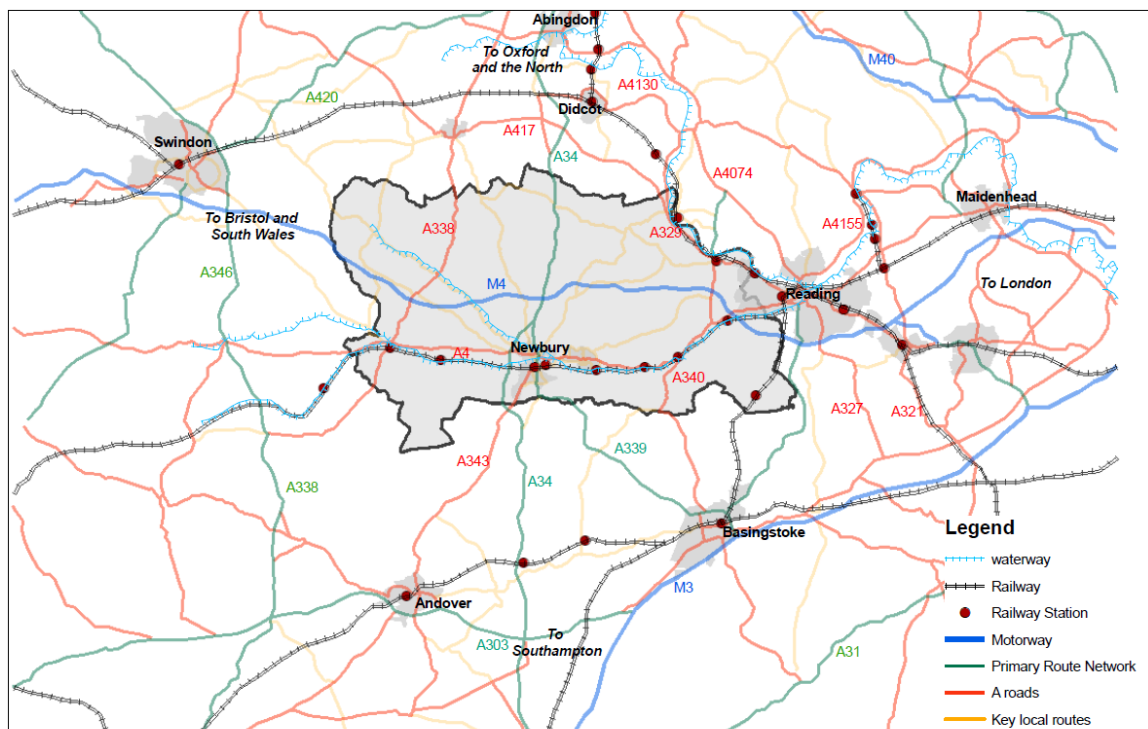 Abingdon
To Oxford
and the North
M40
A4130
A420
Didcot
A417
Swindon
A34
A4074
Maidenhead
To Bristol and
South Wales
A338
A329
A4155
A346
M4
Reading
To London
Newbury
A4
A340
A327
A321
A339
A343
A338
A34
Basingstoke
Legend
waterway
Railway
M3
Railway Station
Andover
To
Southampton
A303
A31
Motorway
Primary Route Network
A roads
Key local routes